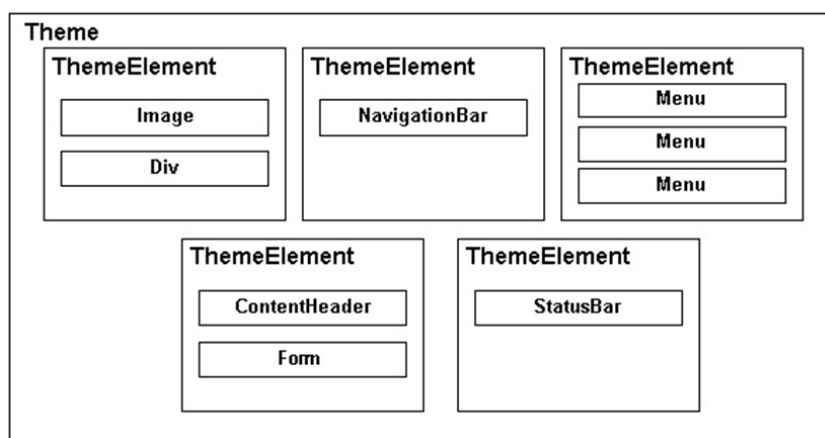 Theme
ThemeElement
Image
Div
ThemeElement
NavigationBar
ThemeElement
Menu
Menu
Menu
ThemeElement
ContentHeader
Form
ThemeElement
StatusBar